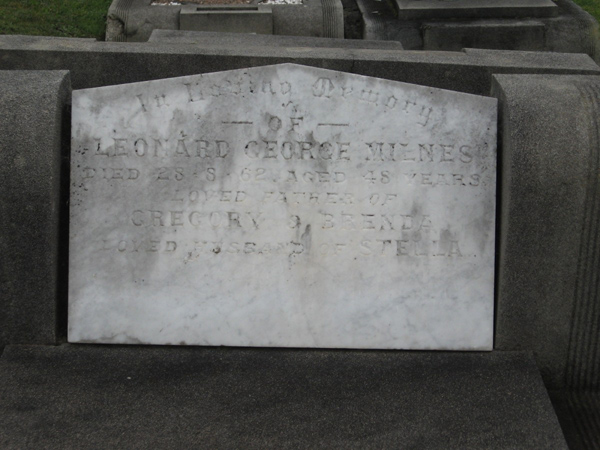 In Loving Memory
— OF —
LEONARD GEORGE MILNES
DIED 28·8·62 AGED 48 YEARS
LOVED FATHER OF
GREGORY & BRENDA
LOVED HUSBAND OF STELLA